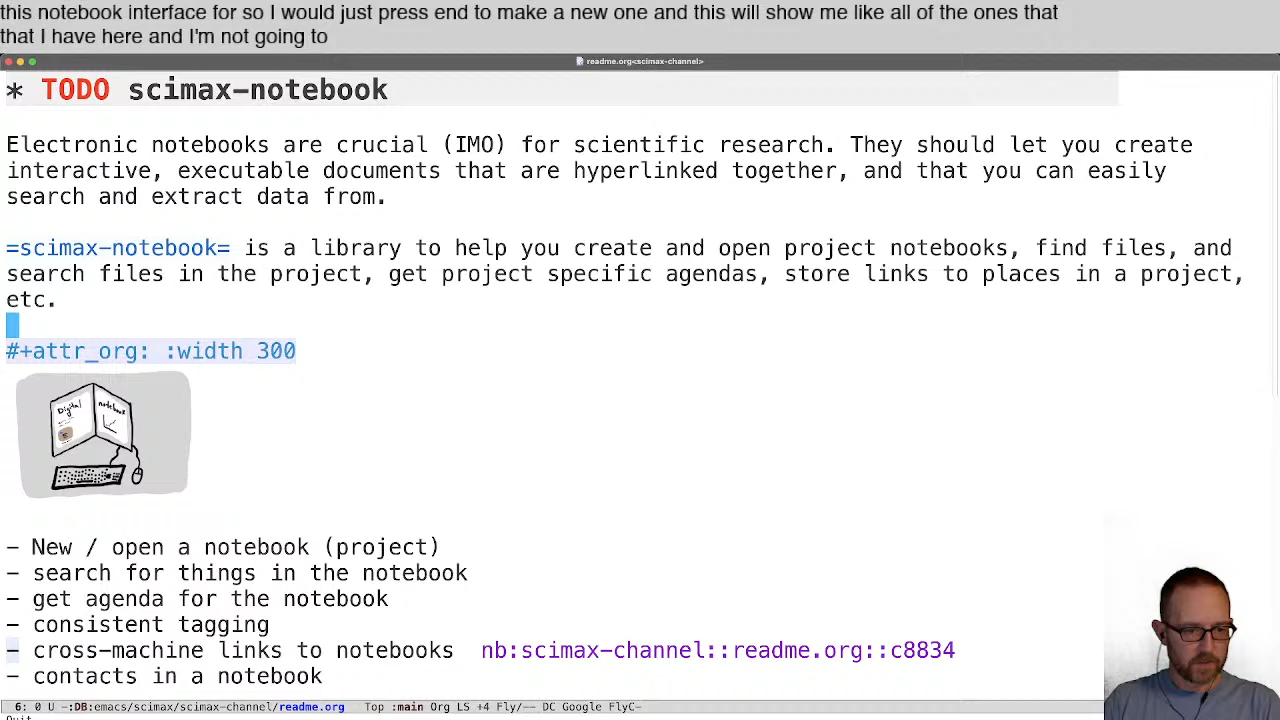 this notebook interface for so I would just press end to make a new one and this will show me like all of the ones that
that I have here and I'm not going to
readme.org<scimax-channel>
* TODO scimax-notebook
Electronic notebooks are crucial (IMO) for scientific research. They should let you create
interactive, executable documents that are hyperlinked together, and that you can easily
search and extract data from.
=scimax-notebook= is a library to help you create and open project notebooks, find files, and
search files in the project, get project specific agendas, store links to places in a project,
etc.
#+attr_org: :width 300
Digital notebook
- New / open a notebook (project)
- search for things in the notebook
- get agenda for the notebook
- consistent tagging
- cross-machine links to notebooks nb:scimax-channel::readme.org::c8834
- contacts in a notebook
6: 0 U -:DB:emacs/scimax/scimax-channel/readme.org Top :main Org LS +4 Fly/-- DC Google FlyC-
Quit